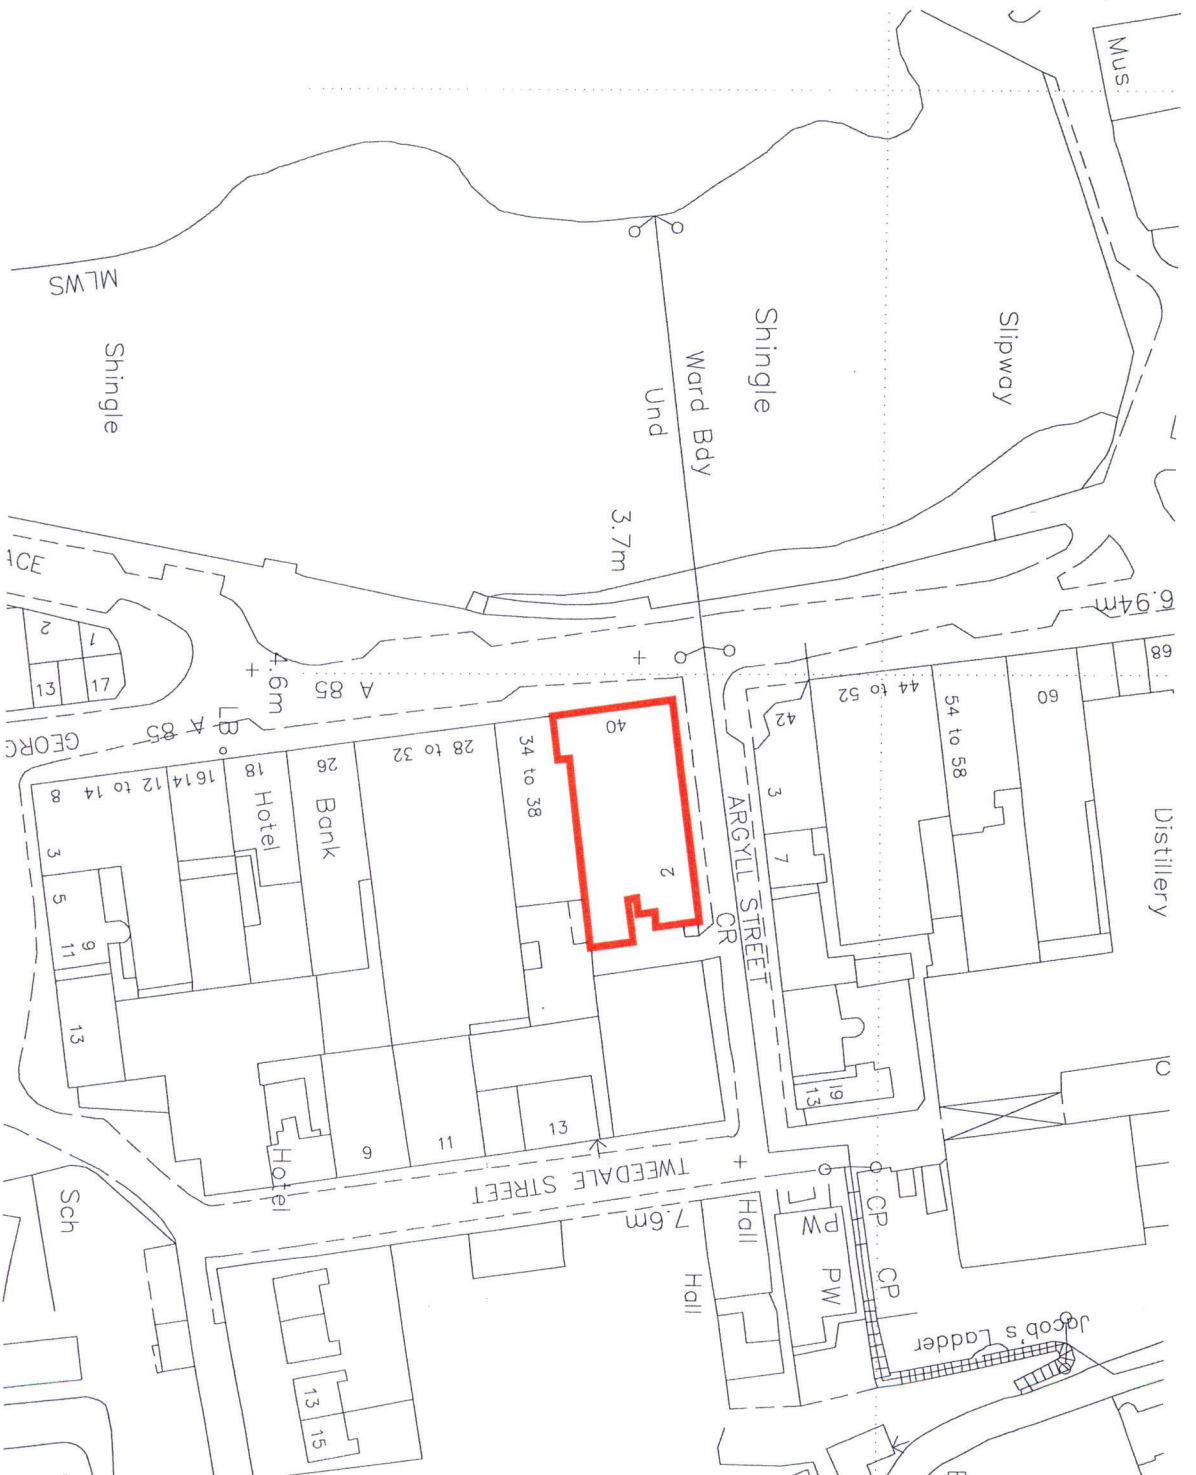 Mus
MLWS
Shingle
Shingle
Slipway
Ward Bdy
Und
3.7m
6.94m
2
1
13
17
A 85
4.6m
LB
A 85
8
12 to 14
1614
18
Hotel
26
Bank
28 to 32
34 to 38
40
2
42
44 to 52
54 to 58
60
68
3
7
ARGYLL STREET
CR
Distillery
3
5
9
11
13
19
13
9
11
13
Hotel
TWEEDALE STREET
7.6m
Sch
Hall
Hall
PW
PW
CP
CP
Jacob's Ladder
13
15